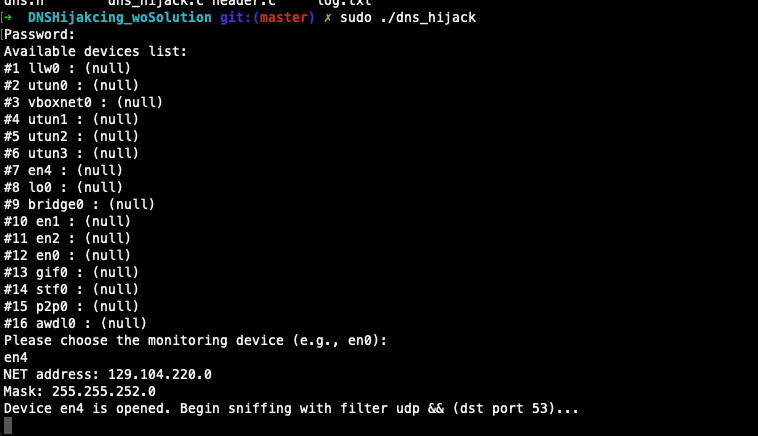 dns.h dns_hijack.c header.c log.txt
[➜ DNSHijakcing_woSolution git:(master) ✗ sudo ./dns_hijack
[Password:
Available devices list:
#1 llw0 : (null)
#2 utun0 : (null)
#3 vboxnet0 : (null)
#4 utun1 : (null)
#5 utun2 : (null)
#6 utun3 : (null)
#7 en4 : (null)
#8 lo0 : (null)
#9 bridge0 : (null)
#10 en1 : (null)
#11 en2 : (null)
#12 en0 : (null)
#13 gif0 : (null)
#14 stf0 : (null)
#15 p2p0 : (null)
#16 awdl0 : (null)
Please choose the monitoring device (e.g., en0):
en4
NET address: 129.104.220.0
Mask: 255.255.252.0
Device en4 is opened. Begin sniffing with filter udp && (dst port 53)...